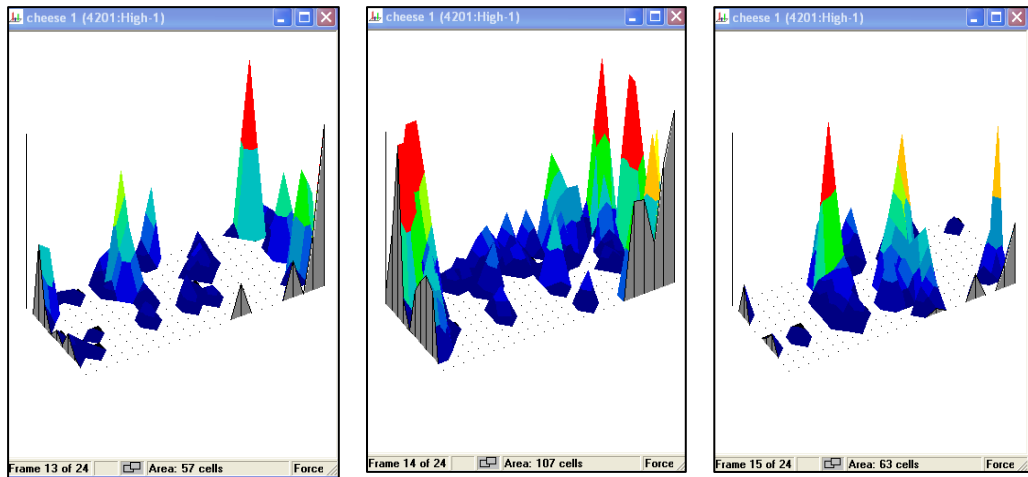 cheese 1 (4201:High-1)
Frame 13 of 24 Area: 57 cells Force
cheese 1 (4201:High-1)
Frame 14 of 24 Area: 107 cells Force
cheese 1 (4201:High-1)
Frame 15 of 24 Area: 63 cells Force